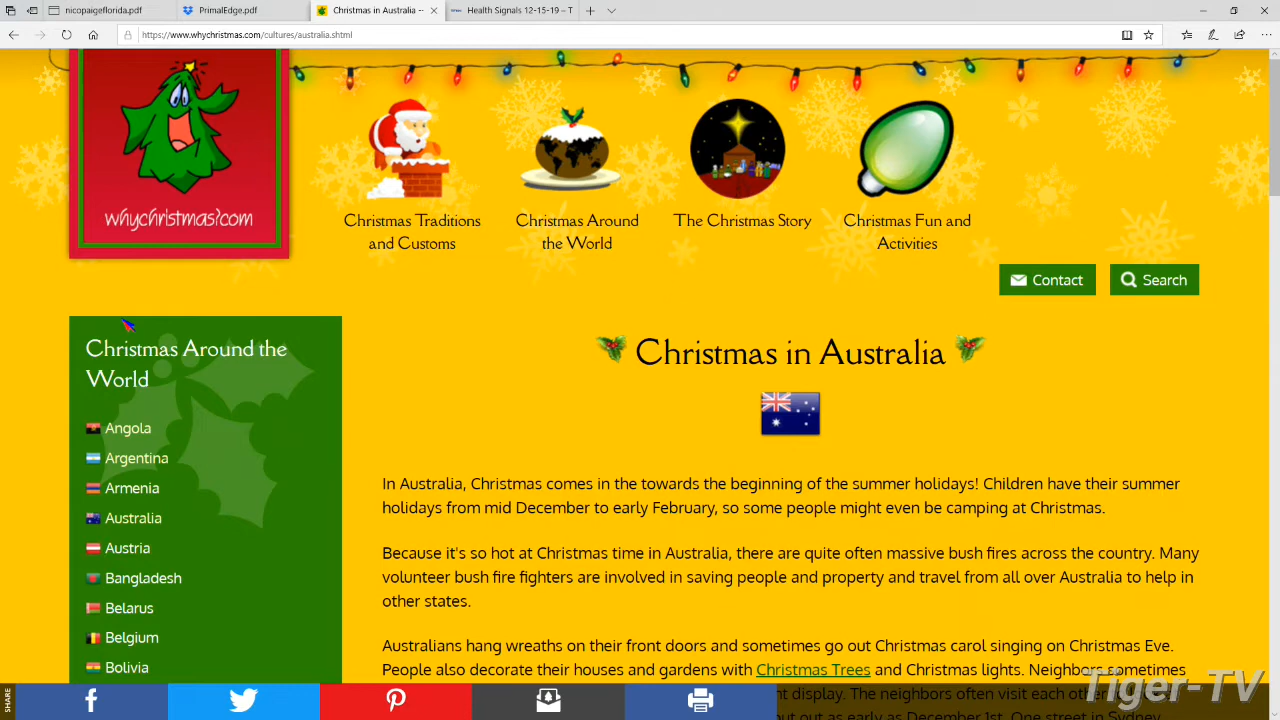 nicopaigeflorida.pdf
PrimalEdge.pdf
Christmas in Australia --
Health Signals 12-15-19 – T
https://www.whychristmas.com/cultures/australia.shtml
whychristmas?com
Christmas Traditions
and Customs
Christmas Around
the World
The Christmas Story
Christmas Fun and
Activities
Contact
Search
Christmas Around the
World
Angola
Argentina
Armenia
Australia
Austria
Bangladesh
Belarus
Belgium
Bolivia
Christmas in Australia
In Australia, Christmas comes in the towards the beginning of the summer holidays! Children have their summer
holidays from mid December to early February, so some people might even be camping at Christmas.
Because it's so hot at Christmas time in Australia, there are quite often massive bush fires across the country. Many
volunteer bush fire fighters are involved in saving people and property and travel from all over Australia to help in
other states.
Australians hang wreaths on their front doors and sometimes go out Christmas carol singing on Christmas Eve.
People also decorate their houses and gardens with Christmas Trees and Christmas lights. Neighbors sometimes
display. The neighbors often visit each other
out as early as December 1st. One street in Sydney
SHARE
Tiger-TV